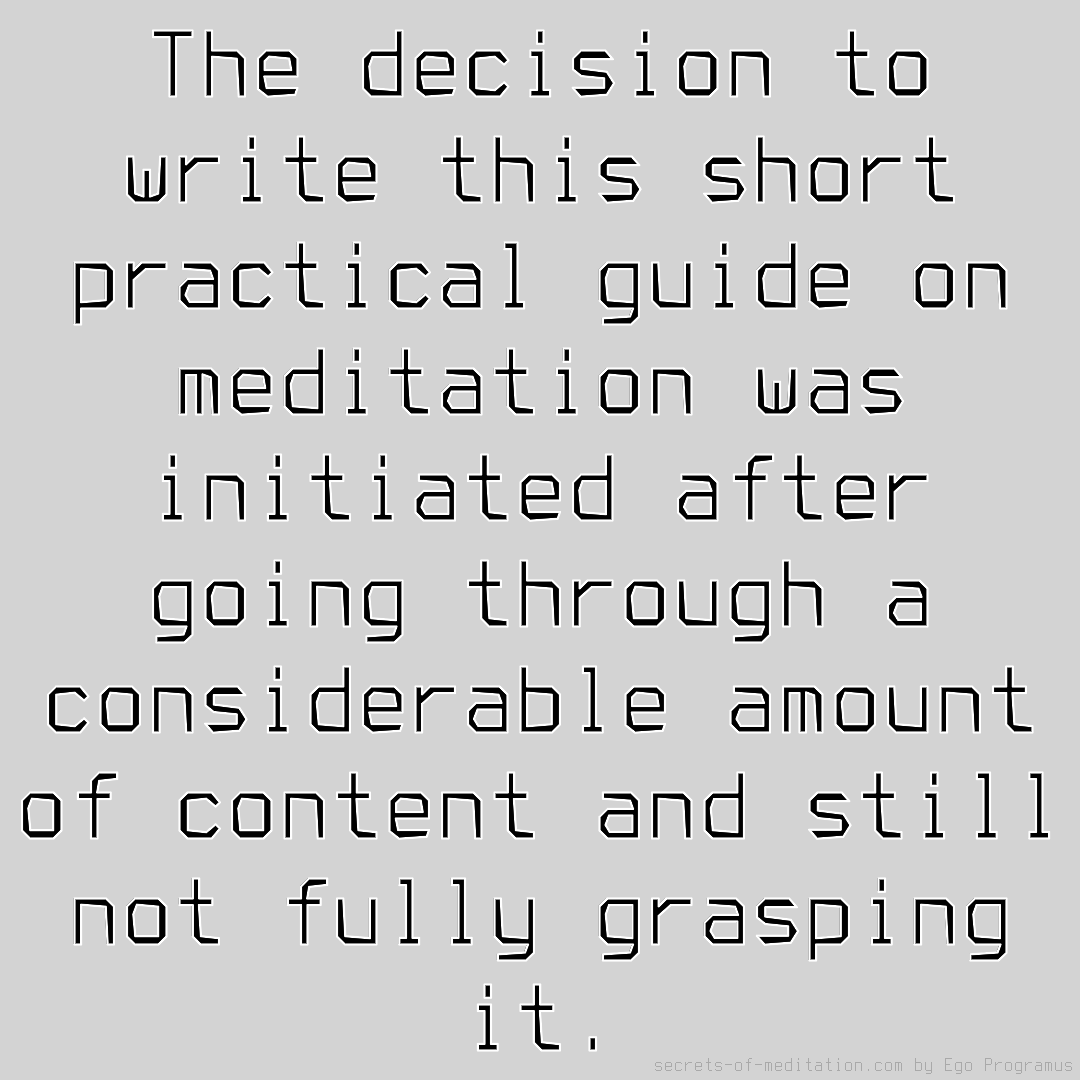 The decision to
write this short
practical guide on
meditation was
initiated after
going through a
considerable amount
of content and still
not fully grasping
it.
secrets-of-meditation.com by Ego Programus